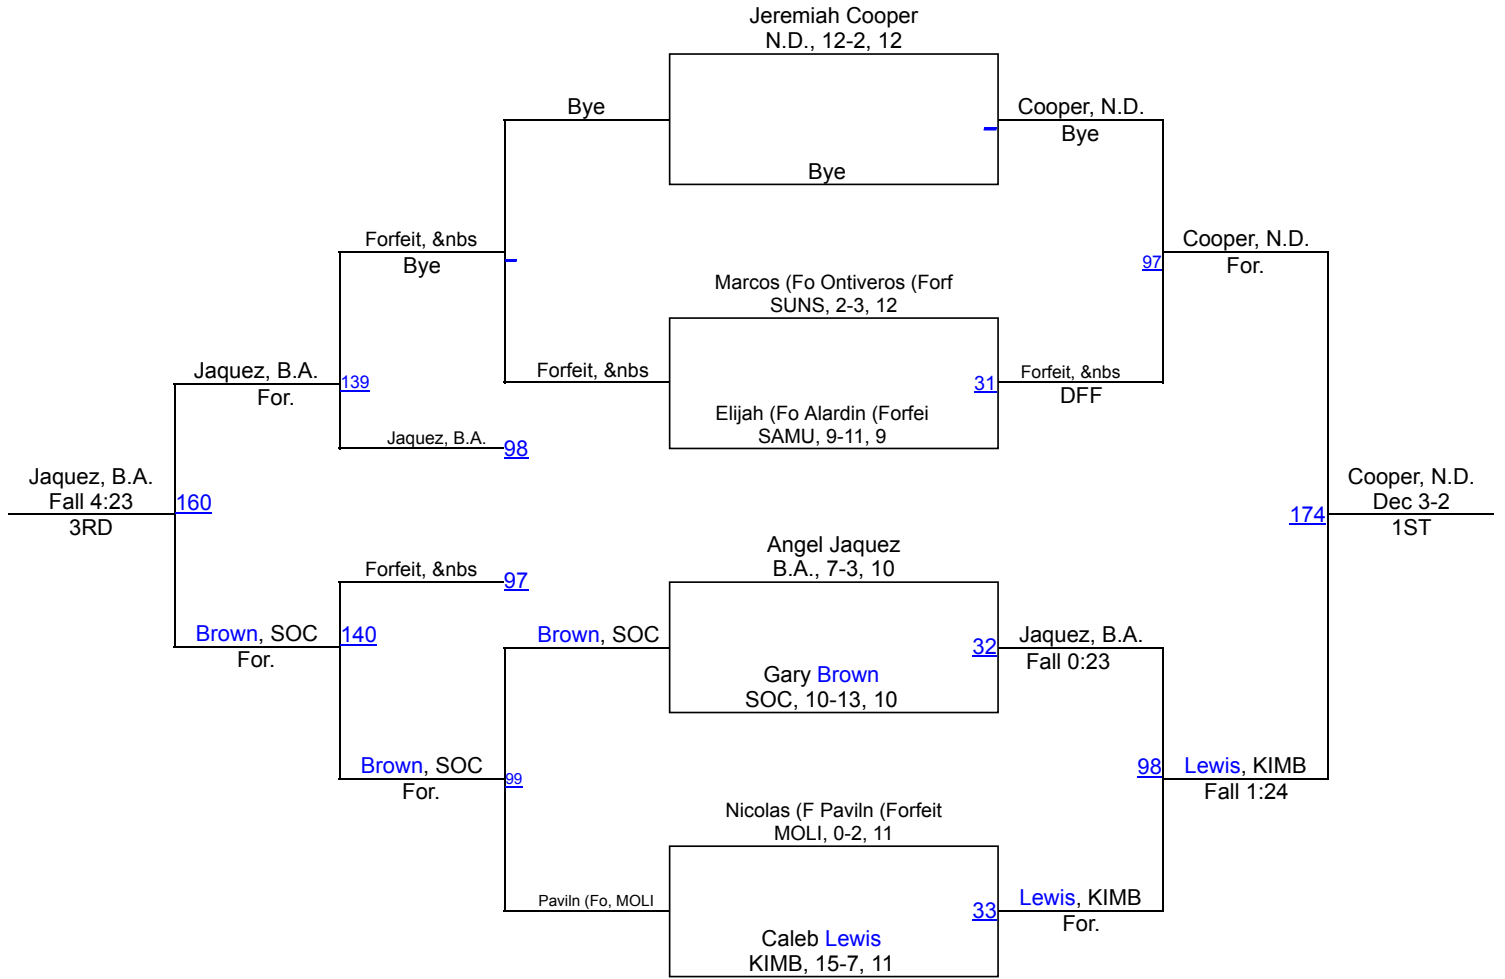 Jeremiah Cooper
N.D., 12-2, 12
Bye
Cooper, N.D.
Bye
Bye
Forfeit, &nbs
Bye
Cooper, N.D.
For.
97
Marcos (Fo Ontiveros (Forf
SUNS, 2-3, 12
Jaquez, B.A.
For.
139
Forfeit, &nbs
31
Forfeit, &nbs
DFF
Elijah (Fo Alardin (Forfei
SAMU, 9-11, 9
Jaquez, B.A.
98
Jaquez, B.A.
Fall 4:23
3RD
160
174
Cooper, N.D.
Dec 3-2
1ST
Angel Jaquez
B.A., 7-3, 10
Forfeit, &nbs
97
Brown, SOC
For.
140
Brown, SOC
32
Jaquez, B.A.
Fall 0:23
Gary Brown
SOC, 10-13, 10
Brown, SOC
For.
99
98
Lewis, KIMB
Fall 1:24
Nicolas (F Paviln (Forfeit
MOLI, 0-2, 11
Paviln (Fo, MOLI
33
Lewis, KIMB
For.
Caleb Lewis
KIMB, 15-7, 11